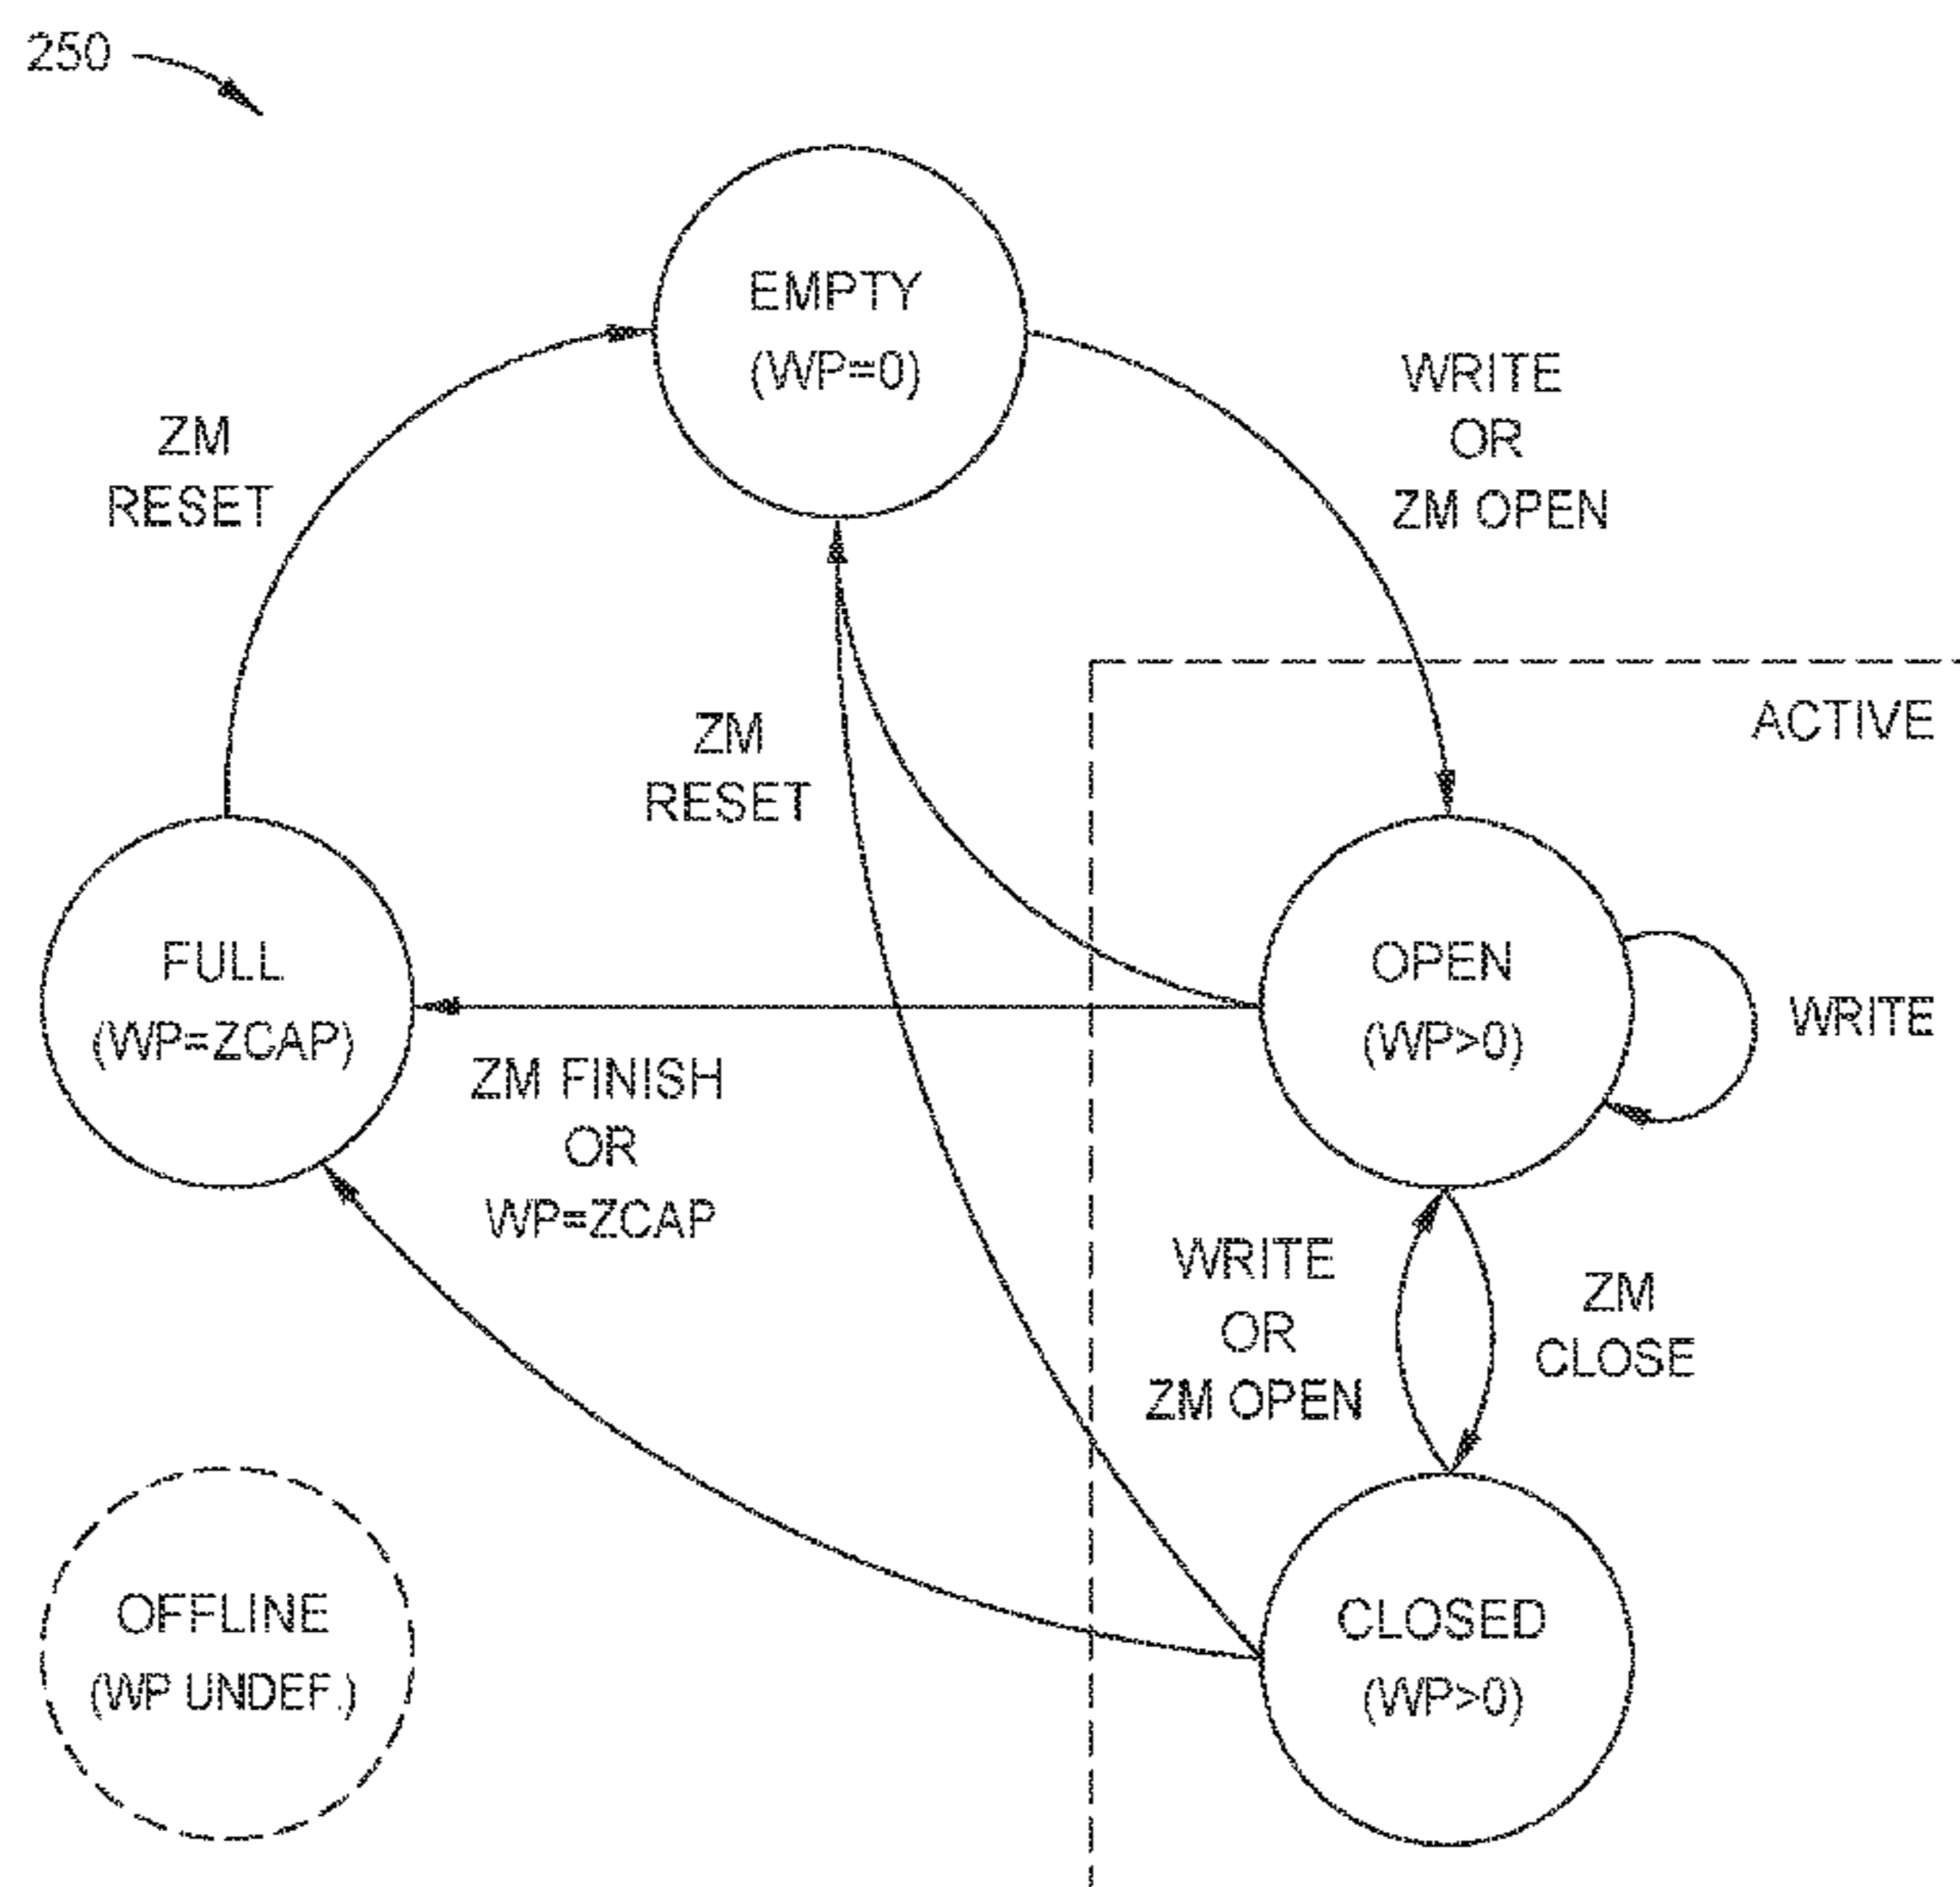 250
EMPTY
(WP=0)
WRITE
OR
ZM OPEN
ZM
RESET
ACTIVE
ZM
RESET
FULL
(WP=ZCAP)
OPEN
(WP>0)
WRITE
ZM FINISH
OR
WP=ZCAP
WRITE
OR
ZM OPEN
ZM
CLOSE
OFFLINE
(WP UNDEF.)
CLOSED
(WP>0)